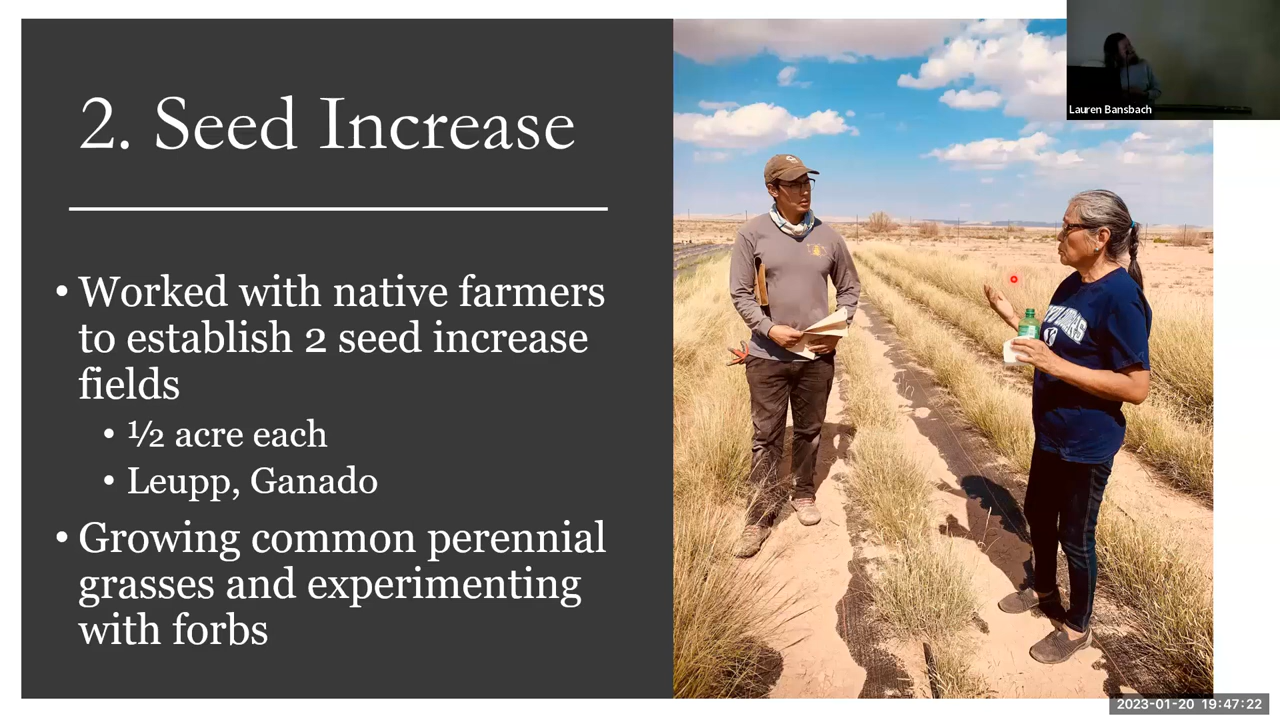 2. Seed Increase
• Worked with native farmers
to establish 2 seed increase
fields
• ½ acre each
• Leupp, Ganado
• Growing common perennial
grasses and experimenting
with forbs
Lauren Bansbach
2023-01-20 19:47:22